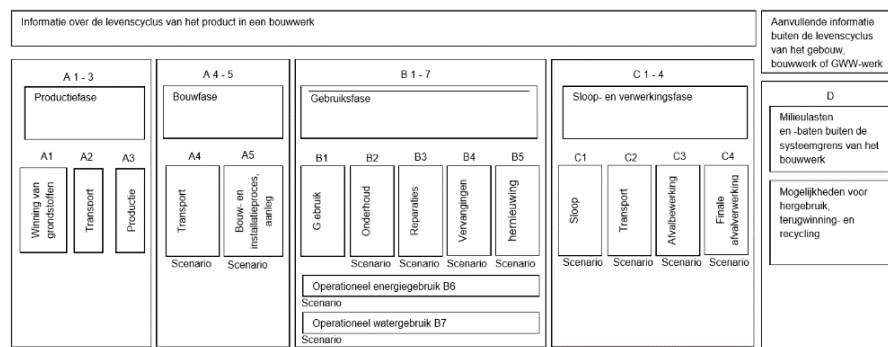 Informatie over de levenscyclus van het product in een bouwwerk
Aanvullende informatie
buiten de levenscyclus
van het gebouw,
bouwwerk of GWW-werk
A 1 - 3
Productiefase
A1
A2
A3
Winning van
grondstoffen
Transport
Productie
A 4 - 5
Bouwfase
A4
A5
Transport
Bouw- en
installatieproces,
aanleg
Scenario
Scenario
B 1 - 7
Gebruiksfase
B1
B2
B3
B4
B5
G ebruik
Onderhoud
Reparaties
Vervangingen
hernieuwing
Scenario
Scenario
Scenario
Scenario
Operationeel energiegebruik B6
Scenario
Operationeel watergebruik B7
Scenario
C 1 - 4
Sloop- en verwerkingsfase
C1
C2
C3
C4
Sloop
Transport
Afvalbewerking
Finale
afvalverwerking
Scenario
Scenario
Scenario
Scenario
D
Milieulasten
en -baten buiten de
systeemgrens van het
bouwwerk
Mogelijkheden voor
hergebruik,
terugwinning- en
recycling